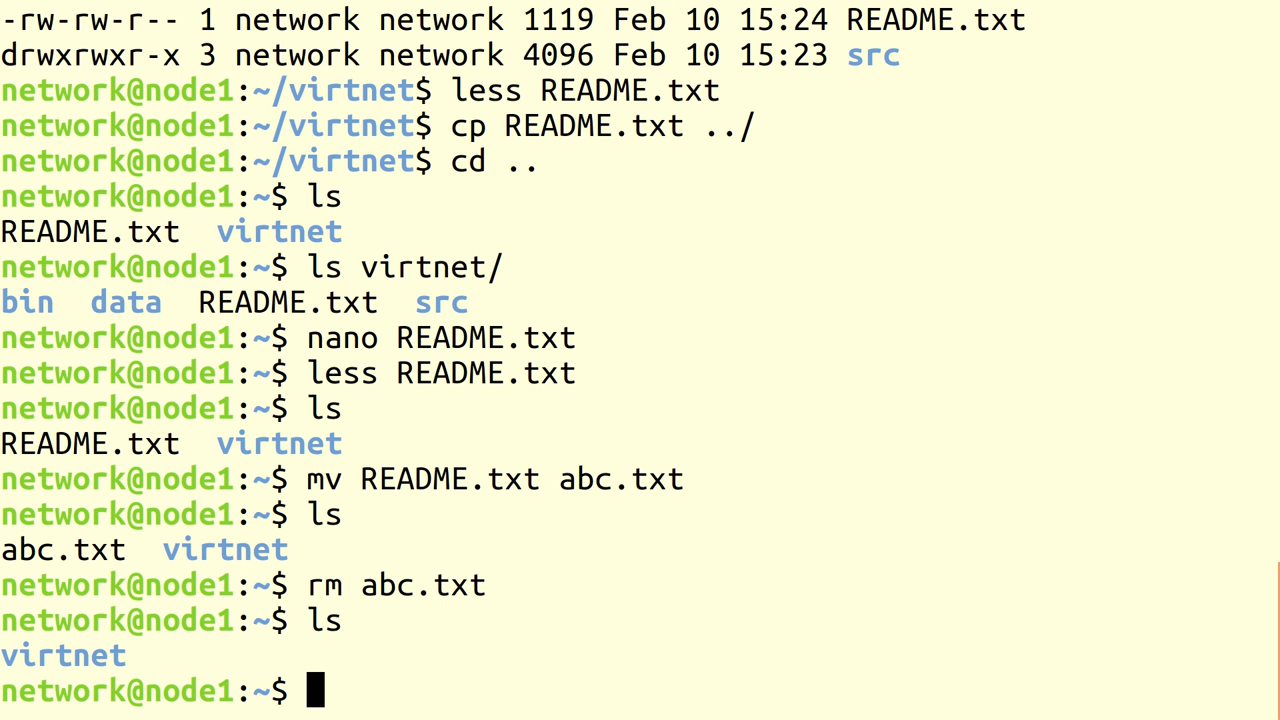 -rw-rw-r-- 1 network network 1119 Feb 10 15:24 README.txt
drwxrwxr-x 3 network network 4096 Feb 10 15:23 src
network@node1:~/virtnet$ less README.txt
network@node1:~/virtnet$ cp README.txt ../
network@node1:~/virtnet$ cd ..
network@node1:~$ ls
README.txt  virtnet
network@node1:~$ ls virtnet/
bin  data  README.txt  src
network@node1:~$ nano README.txt
network@node1:~$ less README.txt
network@node1:~$ ls
README.txt  virtnet
network@node1:~$ mv README.txt abc.txt
network@node1:~$ ls
abc.txt  virtnet
network@node1:~$ rm abc.txt
network@node1:~$ ls
virtnet
network@node1:~$